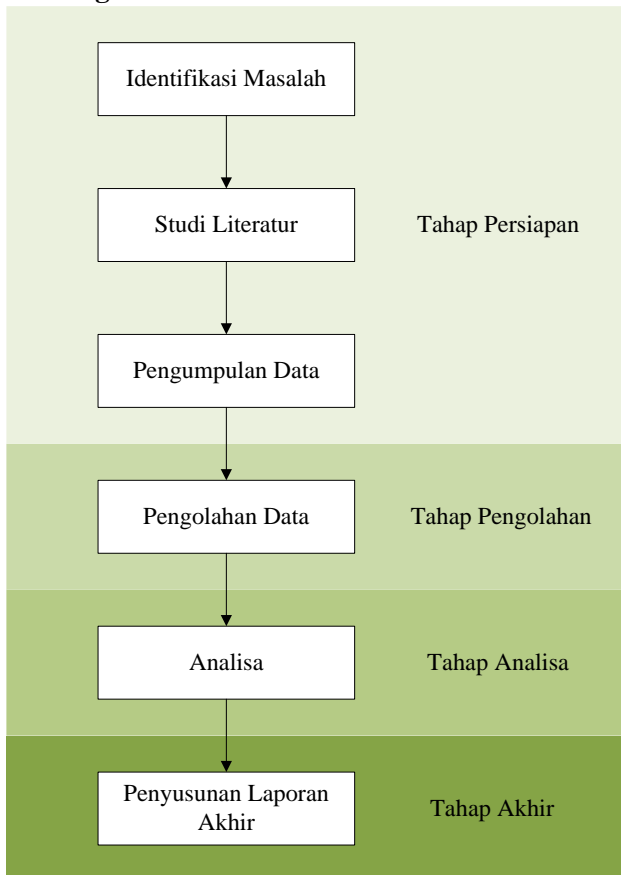 Identifikasi Masalah
Studi Literatur
Tahap Persiapan
Pengumpulan Data
Pengolahan Data
Tahap Pengolahan
Analisa
Tahap Analisa
Penyusunan Laporan
Akhir
Tahap Akhir